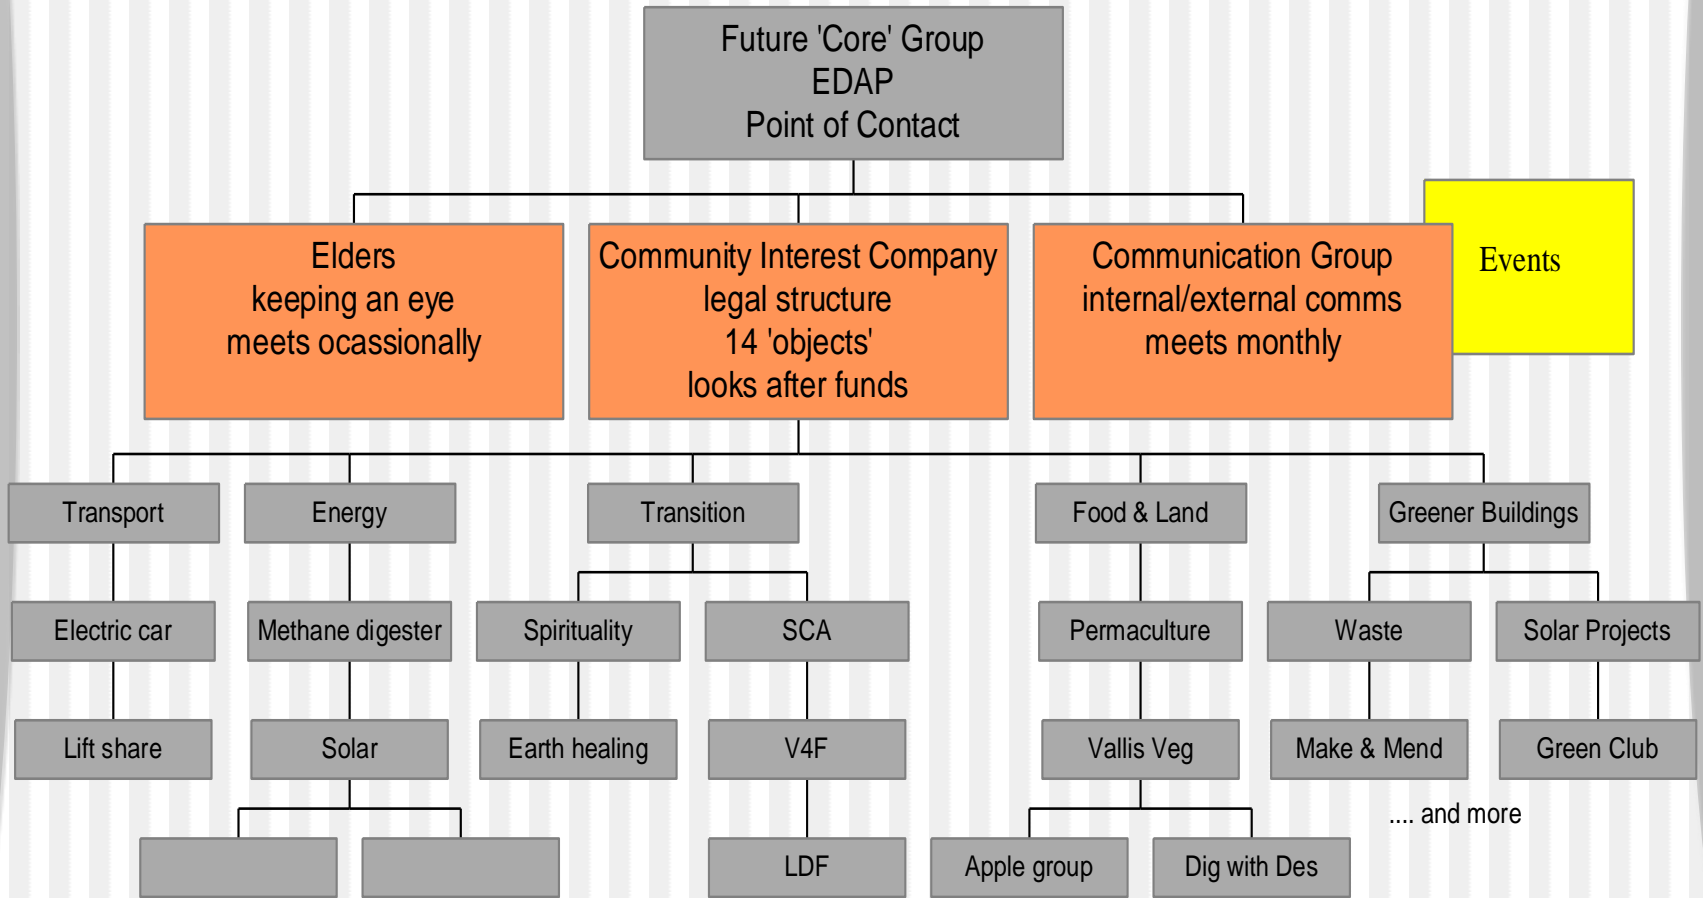 Future 'Core' Group
EDAP
Point of Contact
Elders
keeping an eye
meets ocassionally
Community Interest Company
legal structure
14 'objects'
looks after funds
Communication Group
internal/external comms
meets monthly
Events
Transport
Energy
Transition
Food & Land
Greener Buildings
Electric car
Methane digester
Spirituality
SCA
Permaculture
Waste
Solar Projects
Lift share
Solar
Earth healing
V4F
Vallis Veg
Make & Mend
Green Club
.... and more
LDF
Apple group
Dig with Des